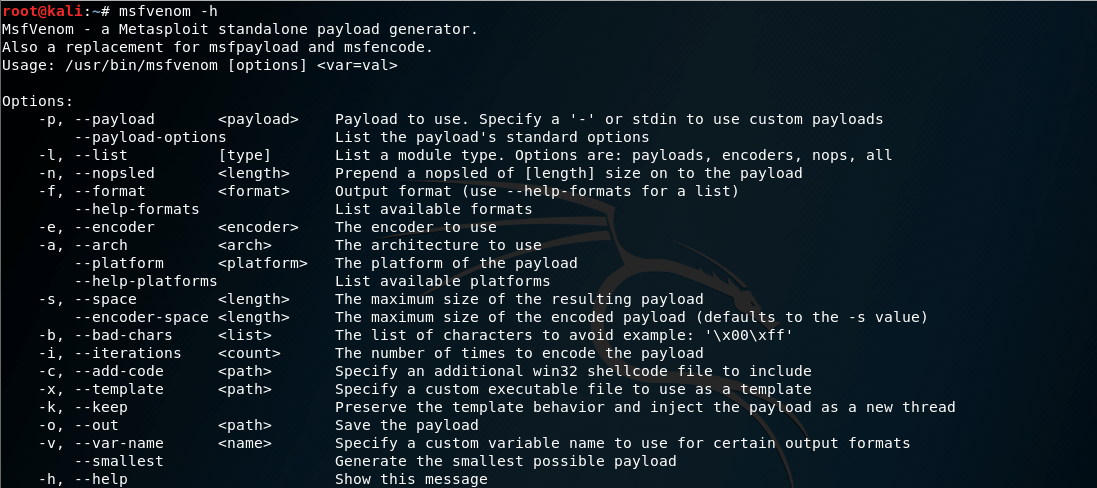 root@kali:~# msfvenom -h
MsfVenom - a Metasploit standalone payload generator.
Also a replacement for msfpayload and msfencode.
Usage: /usr/bin/msfvenom [options] <var=val>

Options:
    -p, --payload       <payload>    Payload to use. Specify a '-' or stdin to use custom payloads
        --payload-options            List the payload's standard options
    -l, --list          [type]       List a module type. Options are: payloads, encoders, nops, all
    -n, --nopsled       <length>     Prepend a nopsled of [length] size on to the payload
    -f, --format        <format>     Output format (use --help-formats for a list)
        --help-formats               List available formats
    -e, --encoder       <encoder>    The encoder to use
    -a, --arch          <arch>       The architecture to use
        --platform      <platform>   The platform of the payload
        --help-platforms             List available platforms
    -s, --space         <length>     The maximum size of the resulting payload
        --encoder-space <length>     The maximum size of the encoded payload (defaults to the -s value)
    -b, --bad-chars     <list>       The list of characters to avoid example: '\x00\xff'
    -i, --iterations    <count>      The number of times to encode the payload
    -c, --add-code      <path>       Specify an additional win32 shellcode file to include
    -x, --template      <path>       Specify a custom executable file to use as a template
    -k, --keep                       Preserve the template behavior and inject the payload as a new thread
    -o, --out           <path>       Save the payload
    -v, --var-name      <name>       Specify a custom variable name to use for certain output formats
        --smallest                   Generate the smallest possible payload
    -h, --help                       Show this message